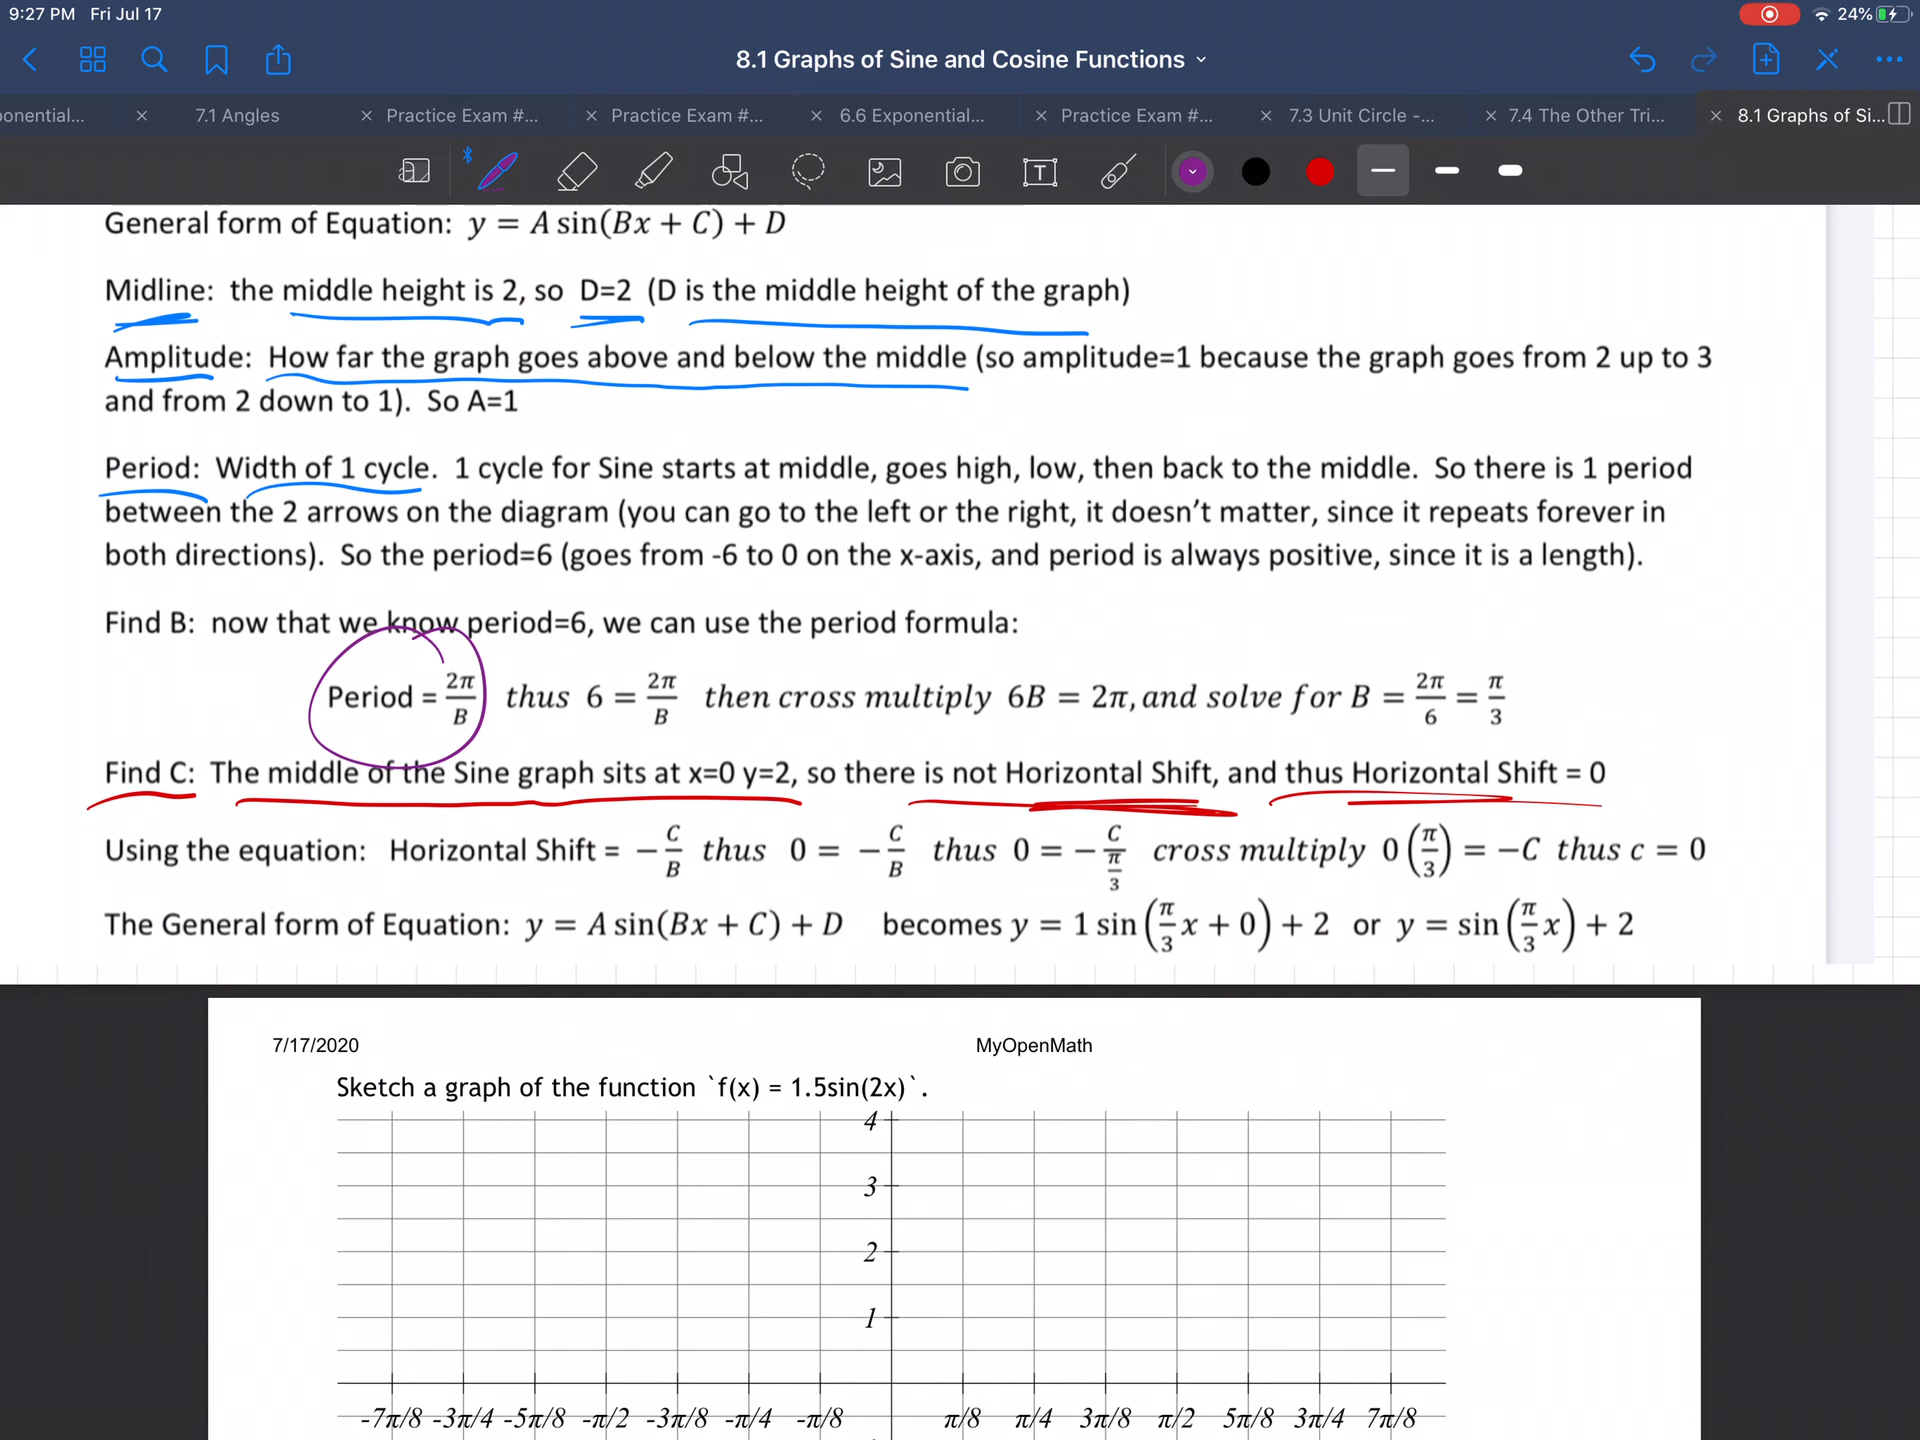 9:27 PM Fri Jul 17
24%
8.1 Graphs of Sine and Cosine Functions
onential...
7.1 Angles
Practice Exam #...
Practice Exam #...
6.6 Exponential...
Practice Exam #...
7.3 Unit Circle -...
7.4 The Other Tri...
8.1 Graphs of Si...
T
General form of Equation: y = A sin(Bx + C) + D
Midline: the middle height is 2, so D=2 (D is the middle height of the graph)
Amplitude: How far the graph goes above and below the middle (so amplitude=1 because the graph goes from 2 up to 3
and from 2 down to 1). So A=1
Period: Width of 1 cycle. 1 cycle for Sine starts at middle, goes high, low, then back to the middle. So there is 1 period
between the 2 arrows on the diagram (you can go to the left or the right, it doesn't matter, since it repeats forever in
both directions). So the period=6 (goes from -6 to 0 on the x-axis, and period is always positive, since it is a length).
Find B: now that we know period=6, we can use the period formula:
Period = 2π/B thus 6 = 2π/B then cross multiply 6B = 2π, and solve for B = 2π/6 = π/3
Find C: The middle of the Sine graph sits at x=0 y=2, so there is not Horizontal Shift, and thus Horizontal Shift = 0
Using the equation: Horizontal Shift = − C/B thus 0 = − C/B thus 0 = − C/(π/3) cross multiply 0(π/3) = −C thus c = 0
The General form of Equation: y = A sin(Bx + C) + D becomes y = 1 sin(π/3 x + 0) + 2 or y = sin(π/3 x) + 2
7/17/2020
MyOpenMath
Sketch a graph of the function `f(x) = 1.5sin(2x)`.
4
3
2
1
-7π/8 -3π/4 -5π/8 -π/2 -3π/8 -π/4 -π/8 π/8 π/4 3π/8 π/2 5π/8 3π/4 7π/8